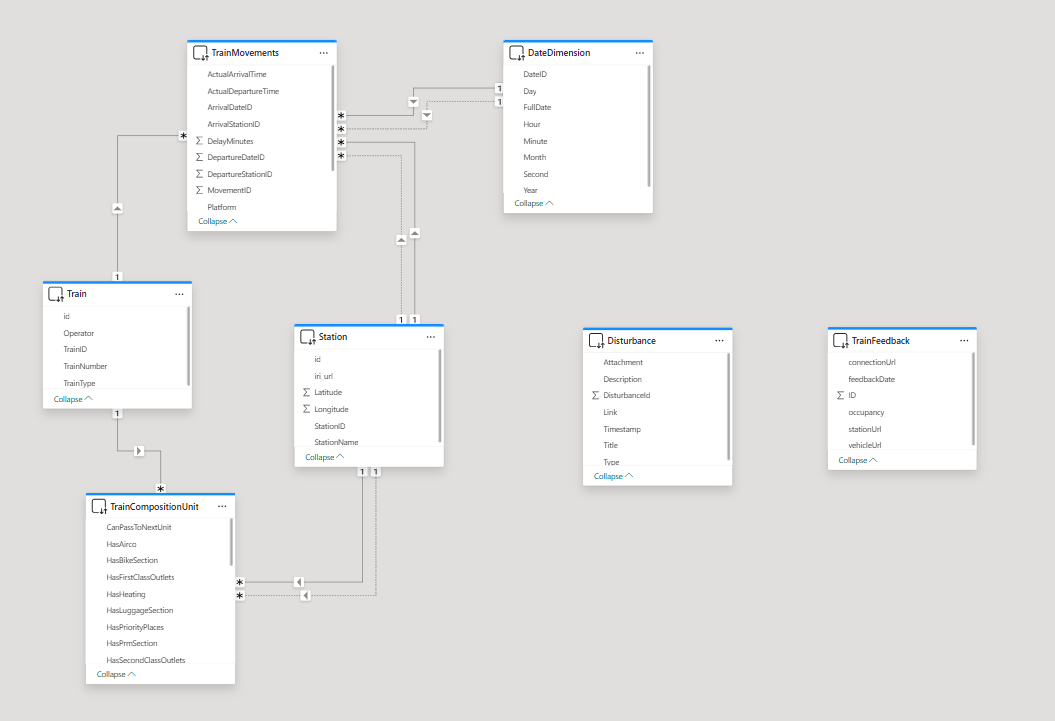 TrainMovements
ActualArrivalTime
ActualDepartureTime
ArrivalDateID
ArrivalStationID
DelayMinutes
DepartureDateID
DepartureStationID
MovementID
Platform
Collapse
DateDimension
DateID
Day
FullDate
Hour
Minute
Month
Second
Year
Collapse
1
1
*
*
*
*
*
1
Train
id
Operator
TrainID
TrainNumber
TrainType
Collapse
1
1
1
Station
id
iri_url
Latitude
Longitude
StationID
StationName
Collapse
1
1
Disturbance
Attachment
Description
DisturbanceId
Link
Timestamp
Title
Type
Collapse
TrainFeedback
connectionUrl
feedbackDate
ID
occupancy
stationUrl
vehicleUrl
Collapse
*
TrainCompositionUnit
CanPassToNextUnit
HasAirco
HasBikeSection
HasFirstClassOutlets
HasHeating
HasLuggageSection
HasPriorityPlaces
HasPrmSection
HasSecondClassOutlets
Collapse
*
*